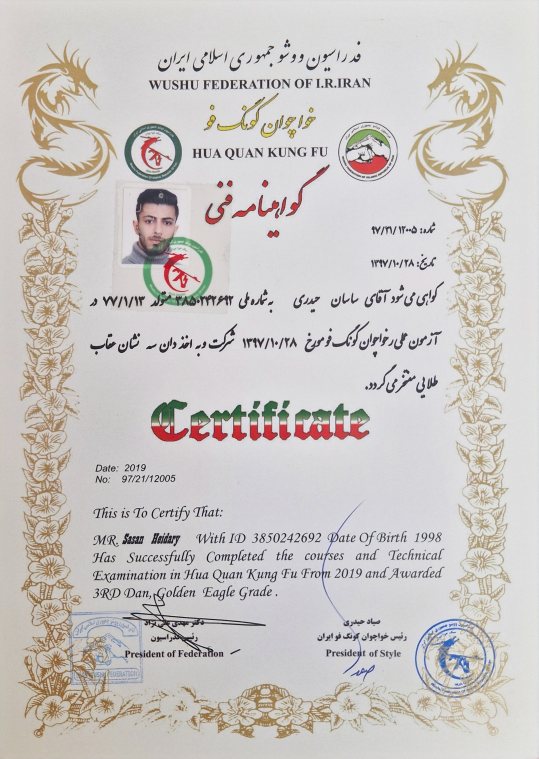 فدراسیون ووشو جمهوری اسلامی ایران
WUSHU FEDERATION OF I.R.IRAN
خواچوان کونگ فو
HUA QUAN KUNG FU
گواهینامه فنی
شماره: ۹۷/۲۱/۱۲۰۰۵
تاریخ: ۱۳۹۷/۱۰/۲۸
گواهی می شود آقای ساسان حیدری به شماره ملی ۳۸۵۰۲۴۲۶۹۲ متولد ۷۷/۱/۱۳ در
آزمون عملی خواچوان کونگ فو مورخ ۱۳۹۷/۱۰/۲۸ شرکت و به اخذ دان سه نشان عقاب
طلایی مفتخر می گردد.
Certificate
Date: 2019
No: 97/21/12005
This is To Certify That:
MR. Sasan Heidary With ID 3850242692 Date Of Birth 1998
Has Successfully Completed the courses and Technical
Examination in Hua Quan Kung Fu From 2019 and Awarded
3RD Dan, Golden Eagle Grade .
دکتر مهدی علی نژاد
رئیس فدراسیون
President of Federation
صیاد حیدری
رئیس خواچوان کونگ فو ایران
President of Style